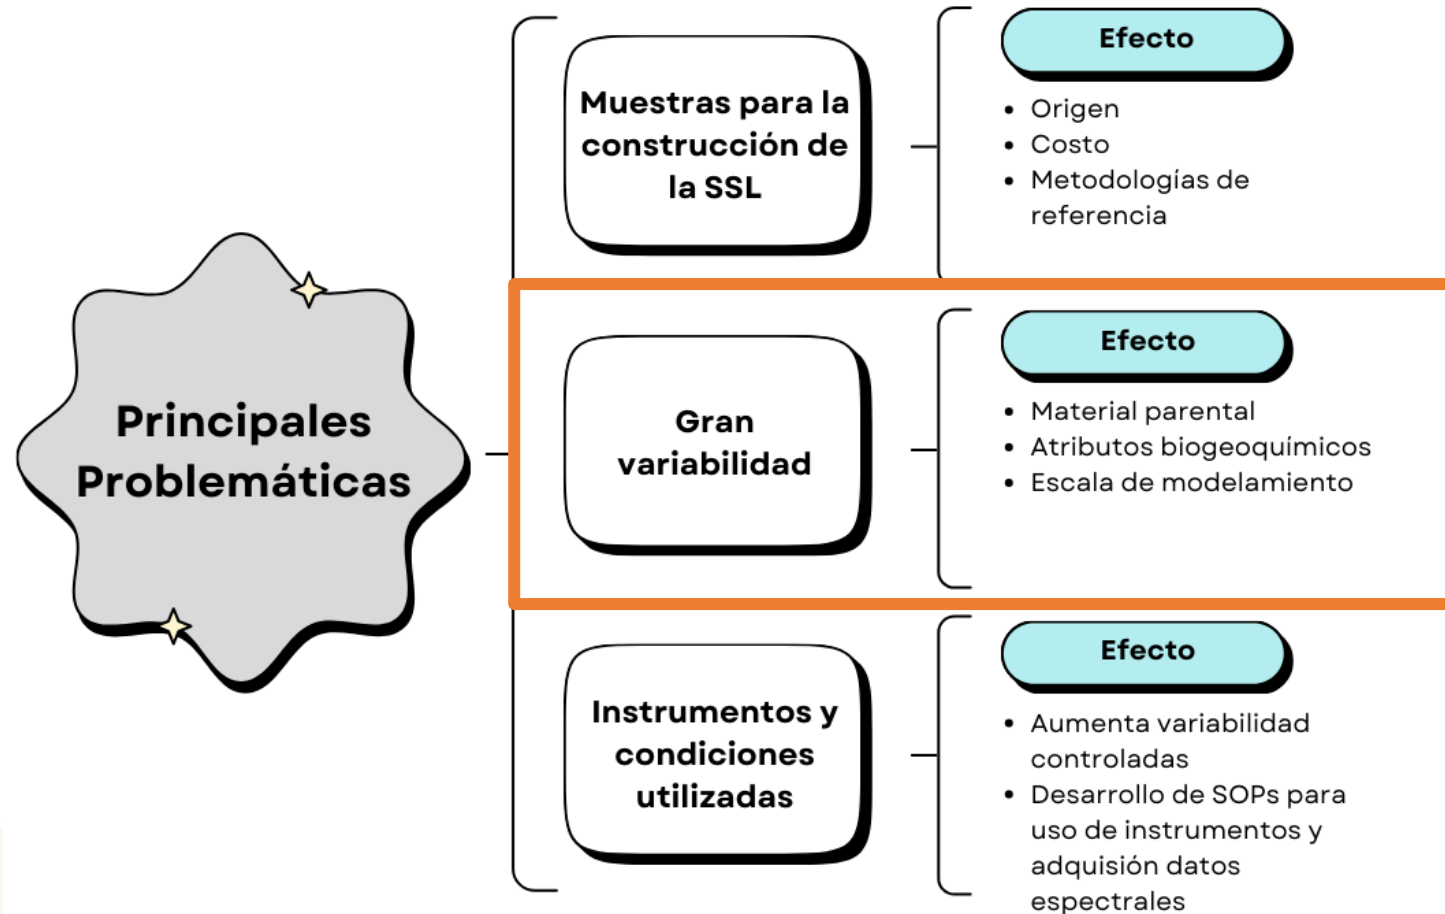 Principales
Problemáticas
Muestras para la
construcción de
la SSL
Efecto
• Origen
• Costo
• Metodologías de
referencia
Gran
variabilidad
Efecto
• Material parental
• Atributos biogeoquímicos
• Escala de modelamiento
Instrumentos y
condiciones
utilizadas
Efecto
• Aumenta variabilidad
controladas
• Desarrollo de SOPs para
uso de instrumentos y
adquisión datos
espectrales